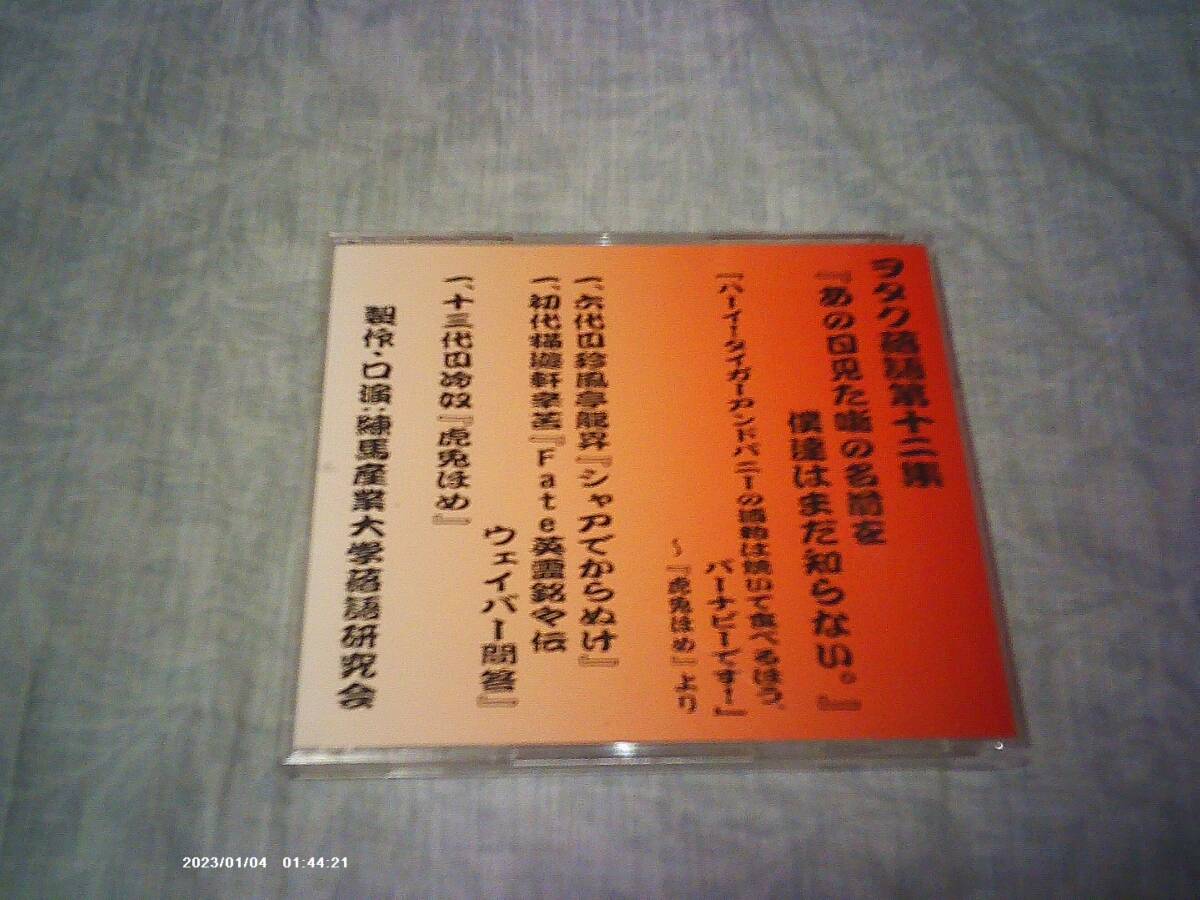 ヲタク落語第十二集
『あの日見た噺の名前を
僕達はまだ知らない。』
『ハーイータイガーアンドバニーの
は焼いて食べるほう、
バーナビーです!』
～『虎兎ほめ』より
一、六代目玲風亭龍昇『シャアでからぬけ』
一、初代猫遊軒
『Fate英霊銘々伝
ウェイバー問答』
一、十三代目冷奴『虎兎ほめ』
製作・口演:練馬産業大学落語研究会
2023/01/04 01:44:21